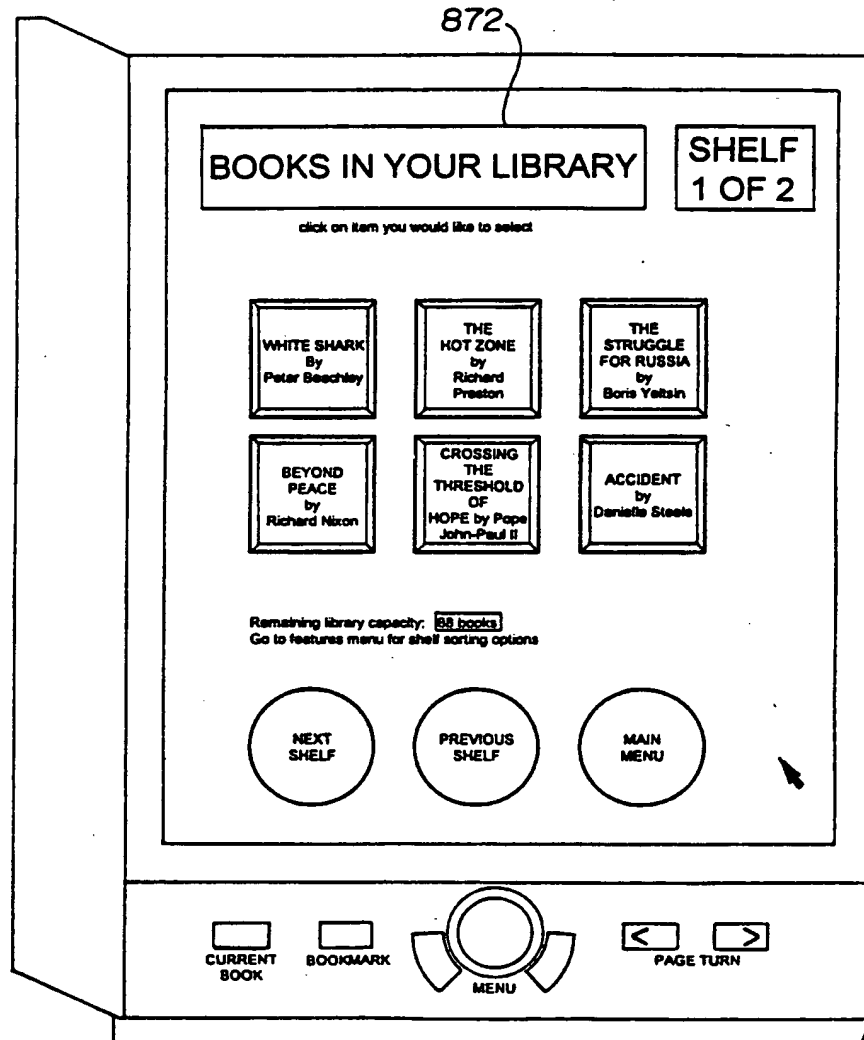 872
BOOKS IN YOUR LIBRARY
SHELF
1 OF 2
click on item you would like to select
WHITE SHARK
By
Peter Beechley
THE
HOT ZONE
by
Richard
Preston
THE
STRUGGLE
FOR RUSSIA
by
Boris Yeltsin
BEYOND
PEACE
by
Richard Nixon
CROSSING
THE
THRESHOLD
OF
HOPE by Pope
John-Paul II
ACCIDENT
by
Danielle Steele
Remaining library capacity: 88 books
Go to features menu for shelf sorting options
NEXT
SHELF
PREVIOUS
SHELF
MAIN
MENU
CURRENT
BOOK
BOOKMARK
MENU
< >
PAGE TURN